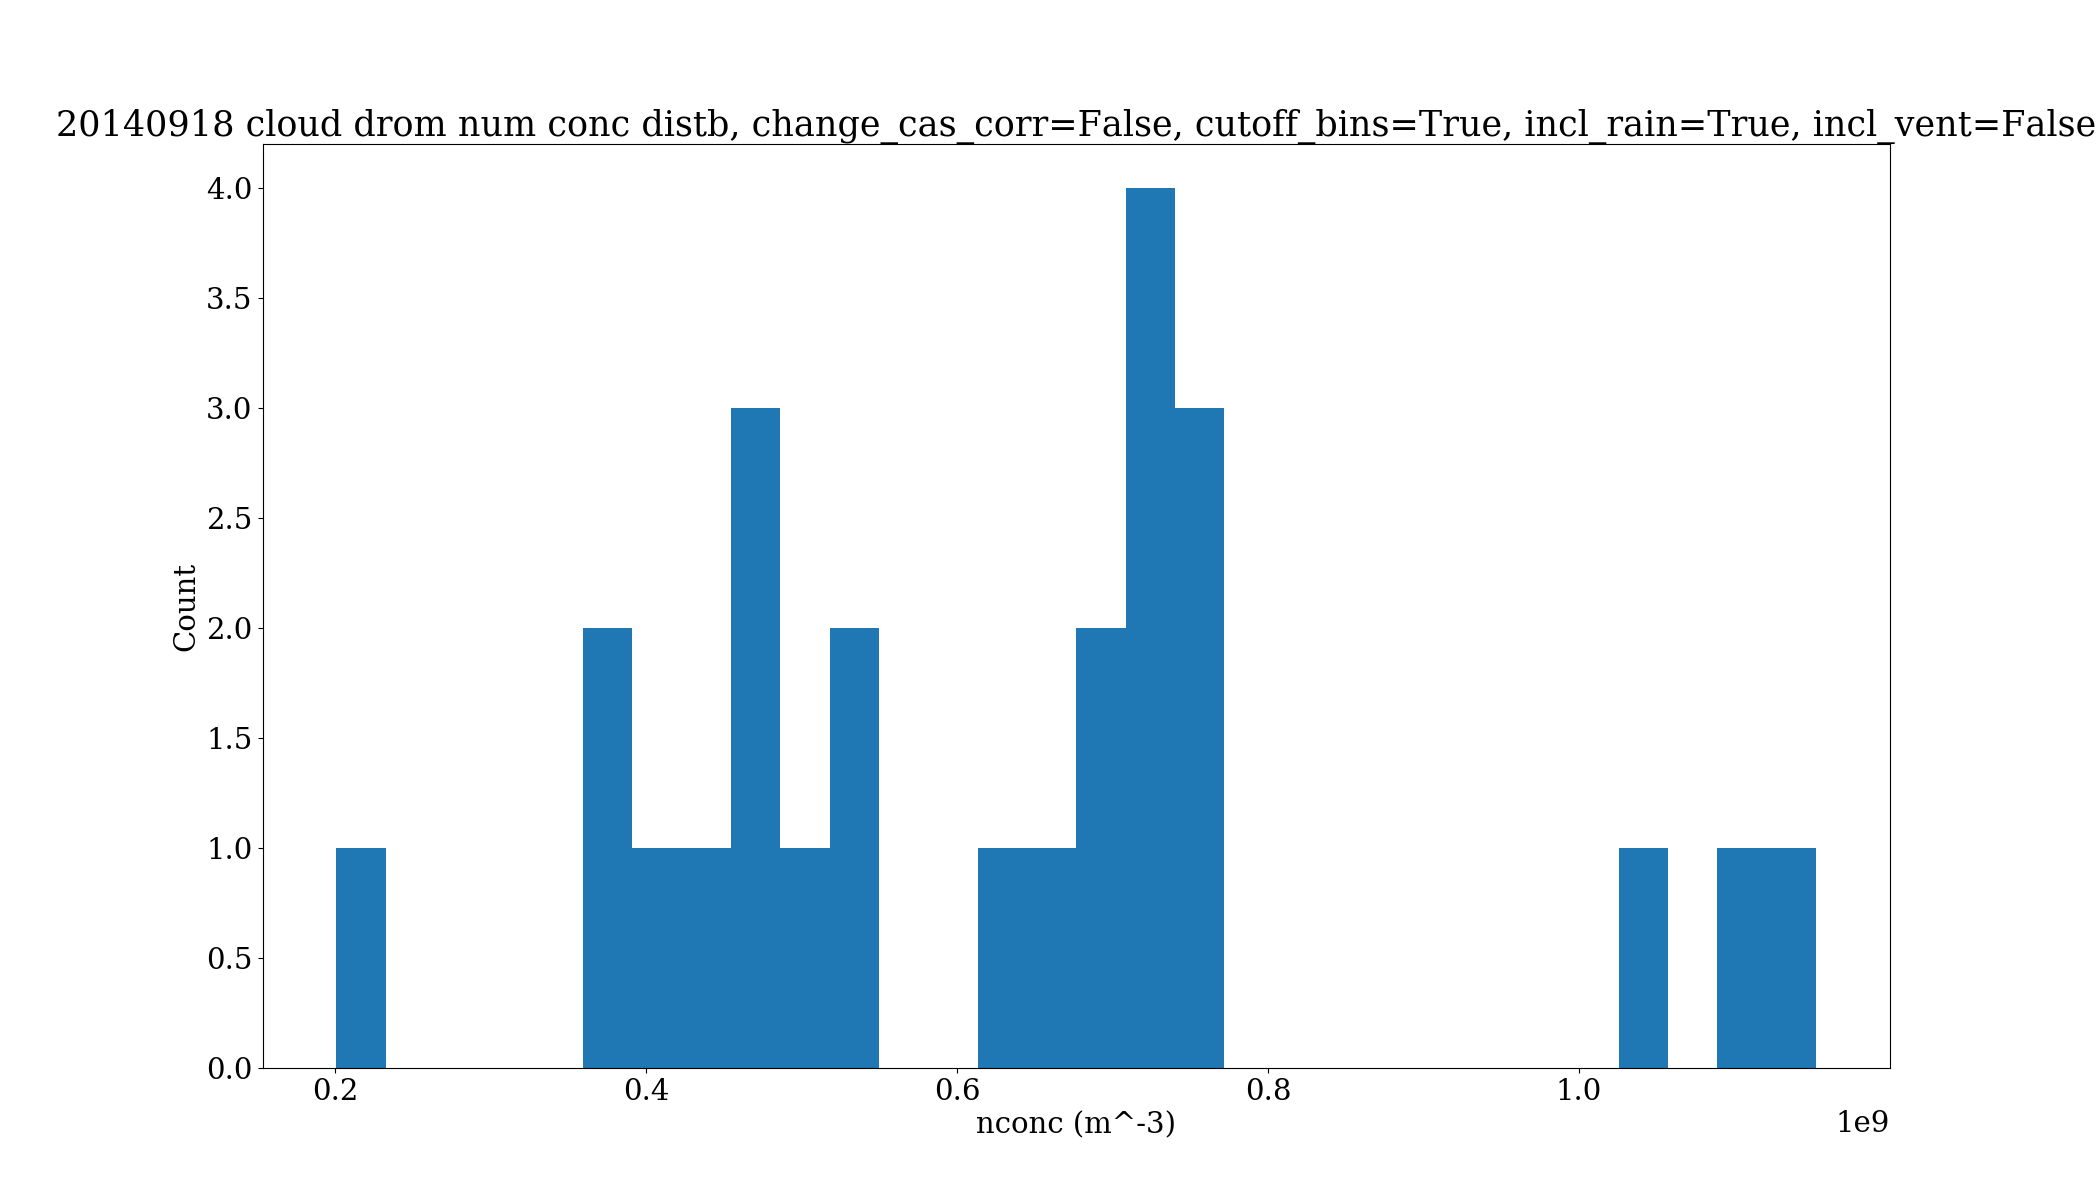 20140918 cloud drom num conc distb, change_cas_corr=False, cutoff_bins=True, incl_rain=True, incl_vent=False
4.0
3.5
3.0
2.5
2.0
1.5
1.0
0.5
0.0
Count
0.2 0.4 0.6 0.8 1.0
nconc (m^-3)
1e9